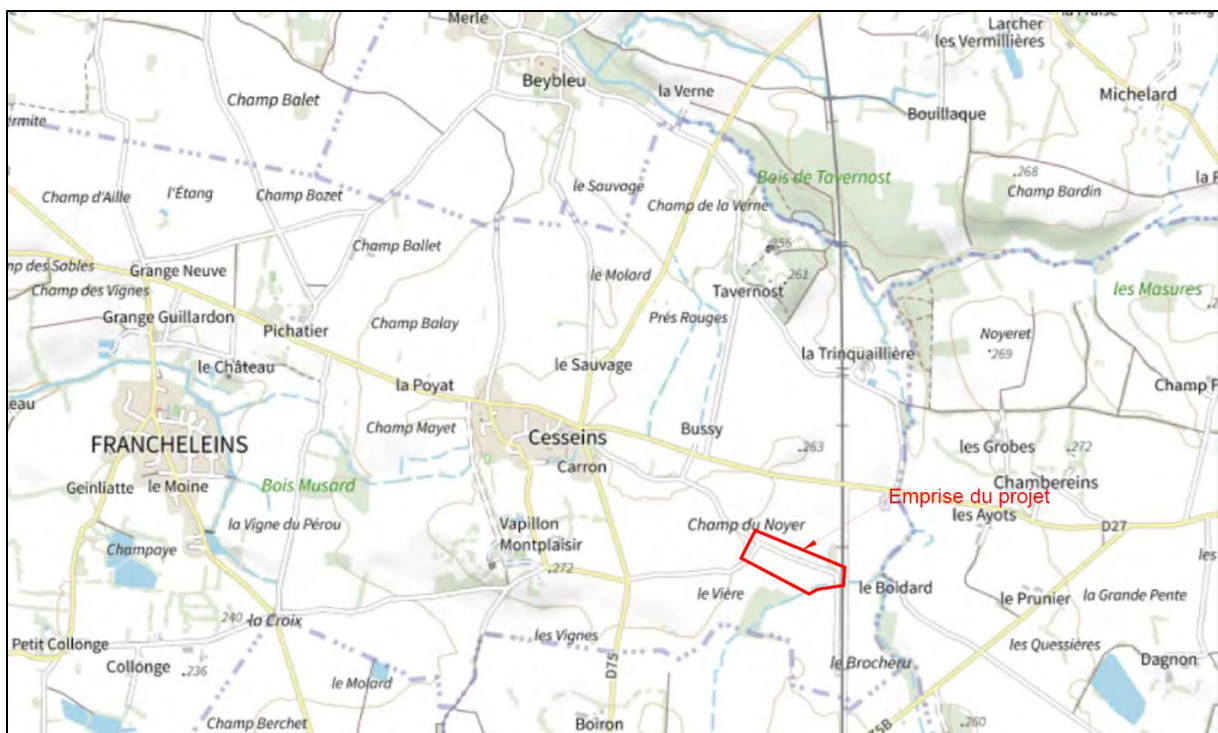 Merle
Larcher
les Vermillières
Beybleu
la Verne
Michelard
Champ Balet
Bouillaque
Bois de Tavernost
268
Champ Bardin
Champ d'Aille
l'Étang
Champ Bozet
le Sauvage
Champ de la Verne
256
261
Champ Ballet
le Molard
Tavernost
les Masures
Grange Neuve
Champ des Vignes
Grange Guillardon
Pichatier
Champ Balay
Prés Rouges
Noyeret
269
le Château
la Poyat
le Sauvage
la Trinquaillière
Champ Mayet
Cesseins
Bussy
263
FRANCHELEINS
Carron
les Grobes
272
Geinliatte
le Moine
Bois Musard
Chambereins
Emprise du projet
la Vigne du Pérou
Vapillon
Montplaisir
Champ du Noyer
les Ayots
D27
les
Champaye
272
le Vière
le Boidard
le Prunier
la Grande Pente
240
la Croix
les Vignes
les Quessières
Petit Collonge
Collonge
236
le Molard
D75
le Brochéru
Dagnon
Champ Berchet
Boiron
260